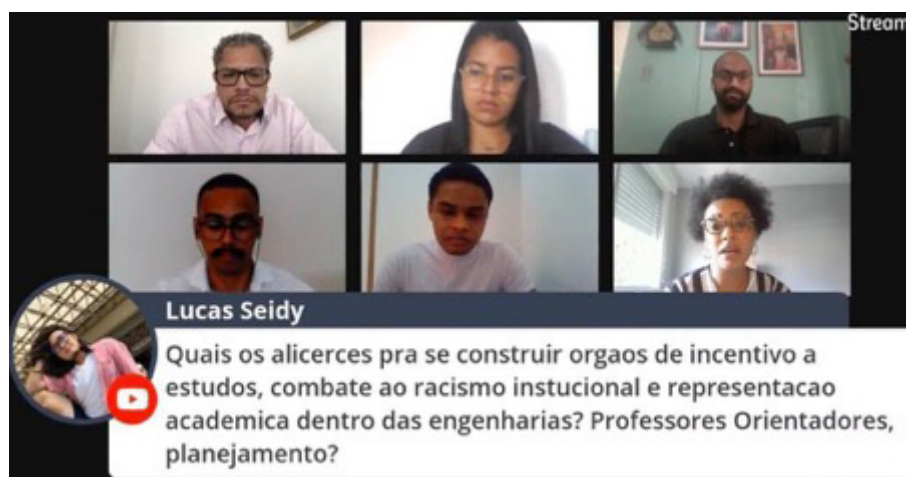 Stream
Lucas Seidy
Quais os alicerces pra se construir orgaos de incentivo a
estudos, combate ao racismo instucional e representacao
academica dentro das engenharias? Professores Orientadores,
planejamento?